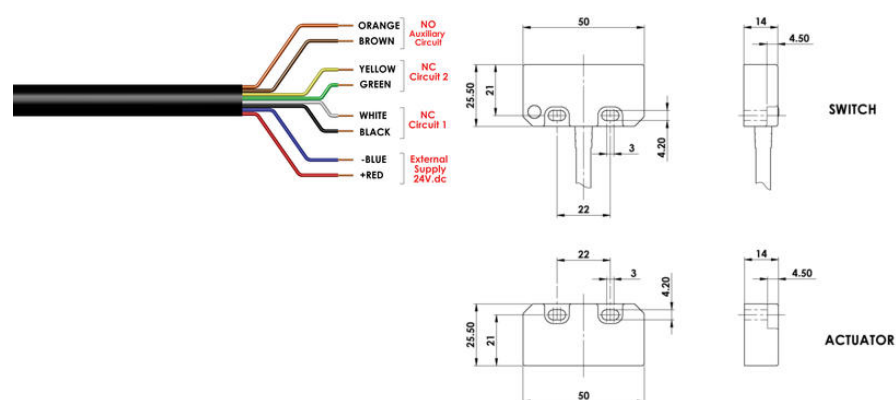 ORANGE
BROWN
NO
Auxiliary
Circuit
YELLOW
GREEN
NC
Circuit 2
WHITE
BLACK
NC
Circuit 1
-BLUE
+RED
External
Supply
24V.dc
50
14
4.50
25.50
21
4.20
3
22
SWITCH
22
14
3
4.50
4.20
25.50
21
50
ACTUATOR